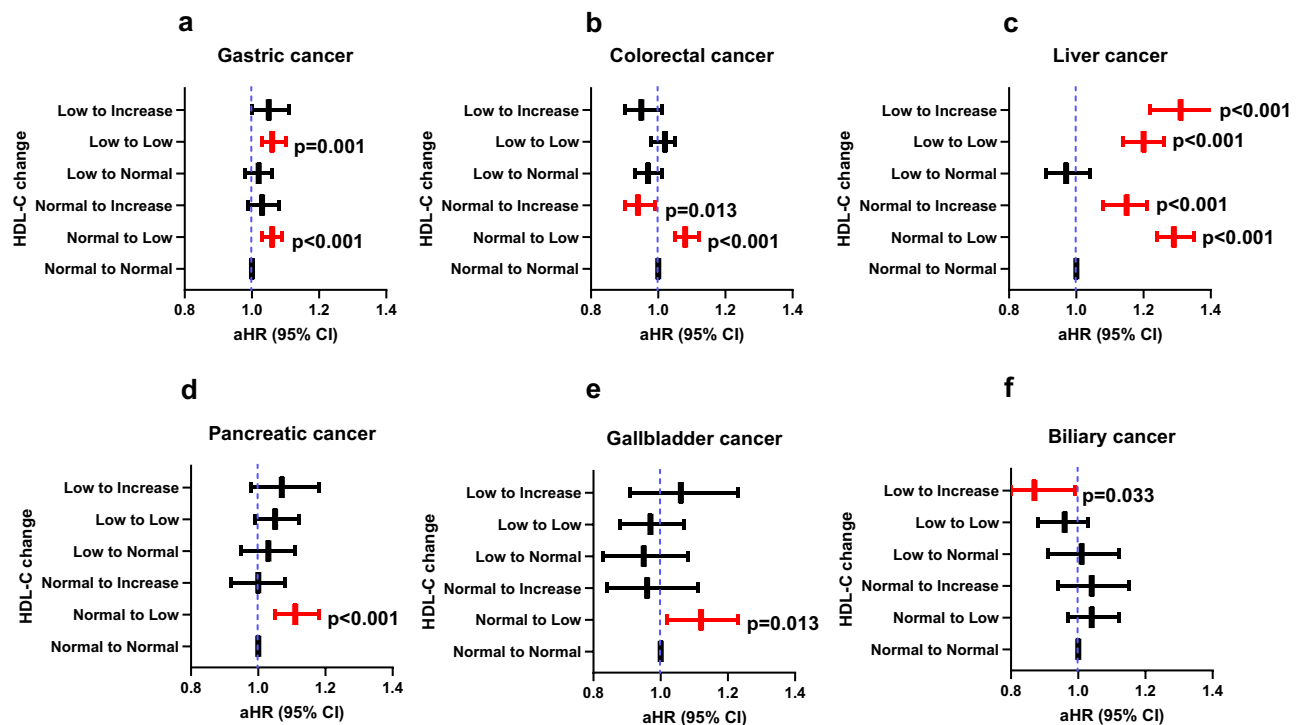 a
Gastric cancer
HDL-C change
Low to Increase
Low to Low
p=0.001
Low to Normal
Normal to Increase
Normal to Low
p<0.001
Normal to Normal
0.8 1.0 1.2 1.4
aHR (95% CI)
b
Colorectal cancer
HDL-C change
Low to Increase
Low to Low
Low to Normal
Normal to Increase
p=0.013
Normal to Low
p<0.001
Normal to Normal
0.8 1.0 1.2 1.4
aHR (95% CI)
c
Liver cancer
HDL-C change
Low to Increase
p<0.001
Low to Low
p<0.001
Low to Normal
Normal to Increase
p<0.001
Normal to Low
p<0.001
Normal to Normal
0.8 1.0 1.2 1.4
aHR (95% CI)
d
Pancreatic cancer
HDL-C change
Low to Increase
Low to Low
Low to Normal
Normal to Increase
Normal to Low
p<0.001
Normal to Normal
0.8 1.0 1.2 1.4
aHR (95% CI)
e
Gallbladder cancer
HDL-C change
Low to Increase
Low to Low
Low to Normal
Normal to Increase
Normal to Low
p=0.013
Normal to Normal
0.8 1.0 1.2 1.4
aHR (95% CI)
f
Biliary cancer
HDL-C change
Low to Increase
p=0.033
Low to Low
Low to Normal
Normal to Increase
Normal to Low
Normal to Normal
0.8 1.0 1.2 1.4
aHR (95% CI)